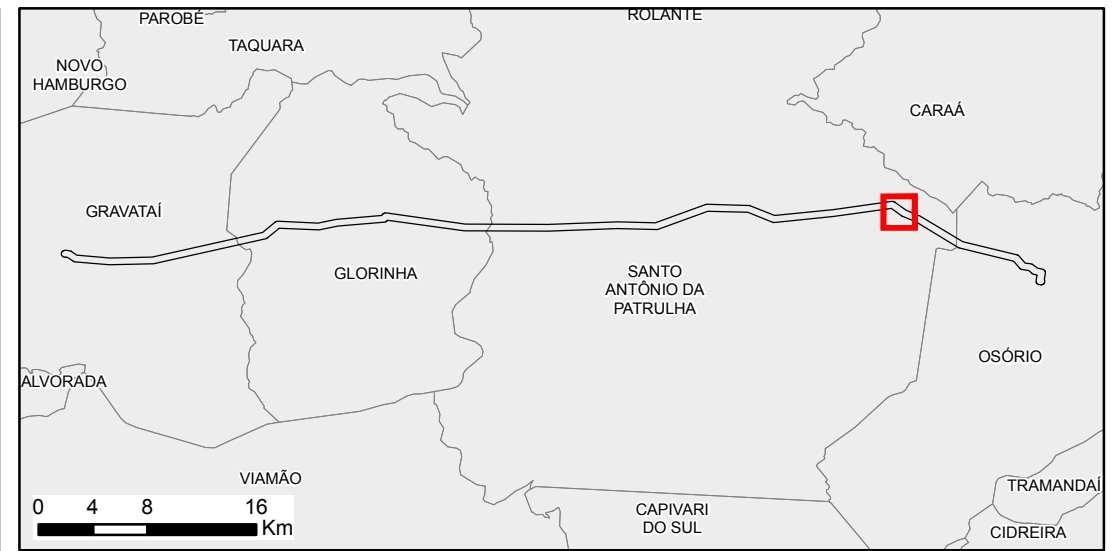 PAROBÉ
ROLANTE
TAQUARA
NOVO
HAMBURGO
CARAÁ
GRAVATAÍ
GLORINHA
SANTO
ANTÔNIO DA
PATRULHA
OSÓRIO
ALVORADA
VIAMÃO
TRAMANDAÍ
CAPIVARI
DO SUL
CIDREIRA
0 4 8 16
Km